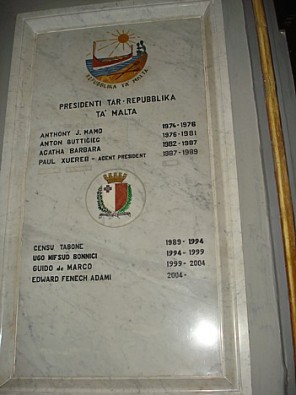 REPUBBLIKA TA' MALTA
PRESIDENTI TAR-REPUBBLIKA
TA' MALTA
ANTHONY J. MAMO 1974-1976
ANTON BUTTIĠIEĠ 1976-1981
AGATHA BARBARA 1982-1987
PAUL XUEREB - AGENT PRESIDENT 1987-1989
CENSU TABONE 1989-1994
UGO MIFSUD BONNICI 1994-1999
GUIDO de MARCO 1999-2004
EDWARD FENECH ADAMI 2004-